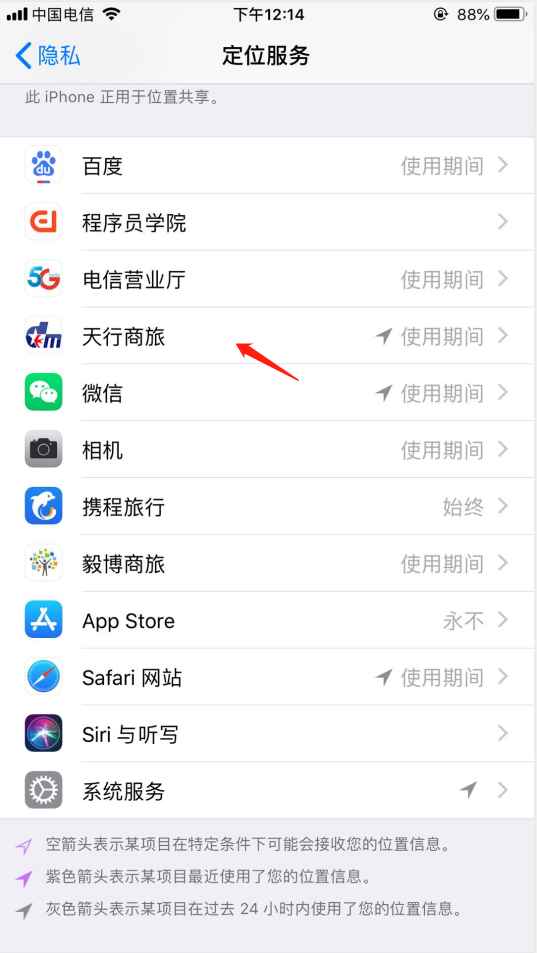 中国电信 下午12:14 88%
隐私 定位服务
此 iPhone 正用于位置共享。
百度 使用期间
程序员学院
电信营业厅 使用期间
天行商旅 使用期间
微信 使用期间
相机 使用期间
携程旅行 始终
毅博商旅 使用期间
App Store 永不
Safari 网站 使用期间
Siri 与听写
系统服务
空箭头表示某项目在特定条件下可能会接收您的位置信息。
紫色箭头表示某项目最近使用了您的位置信息。
灰色箭头表示某项目在过去 24 小时内使用了您的位置信息。